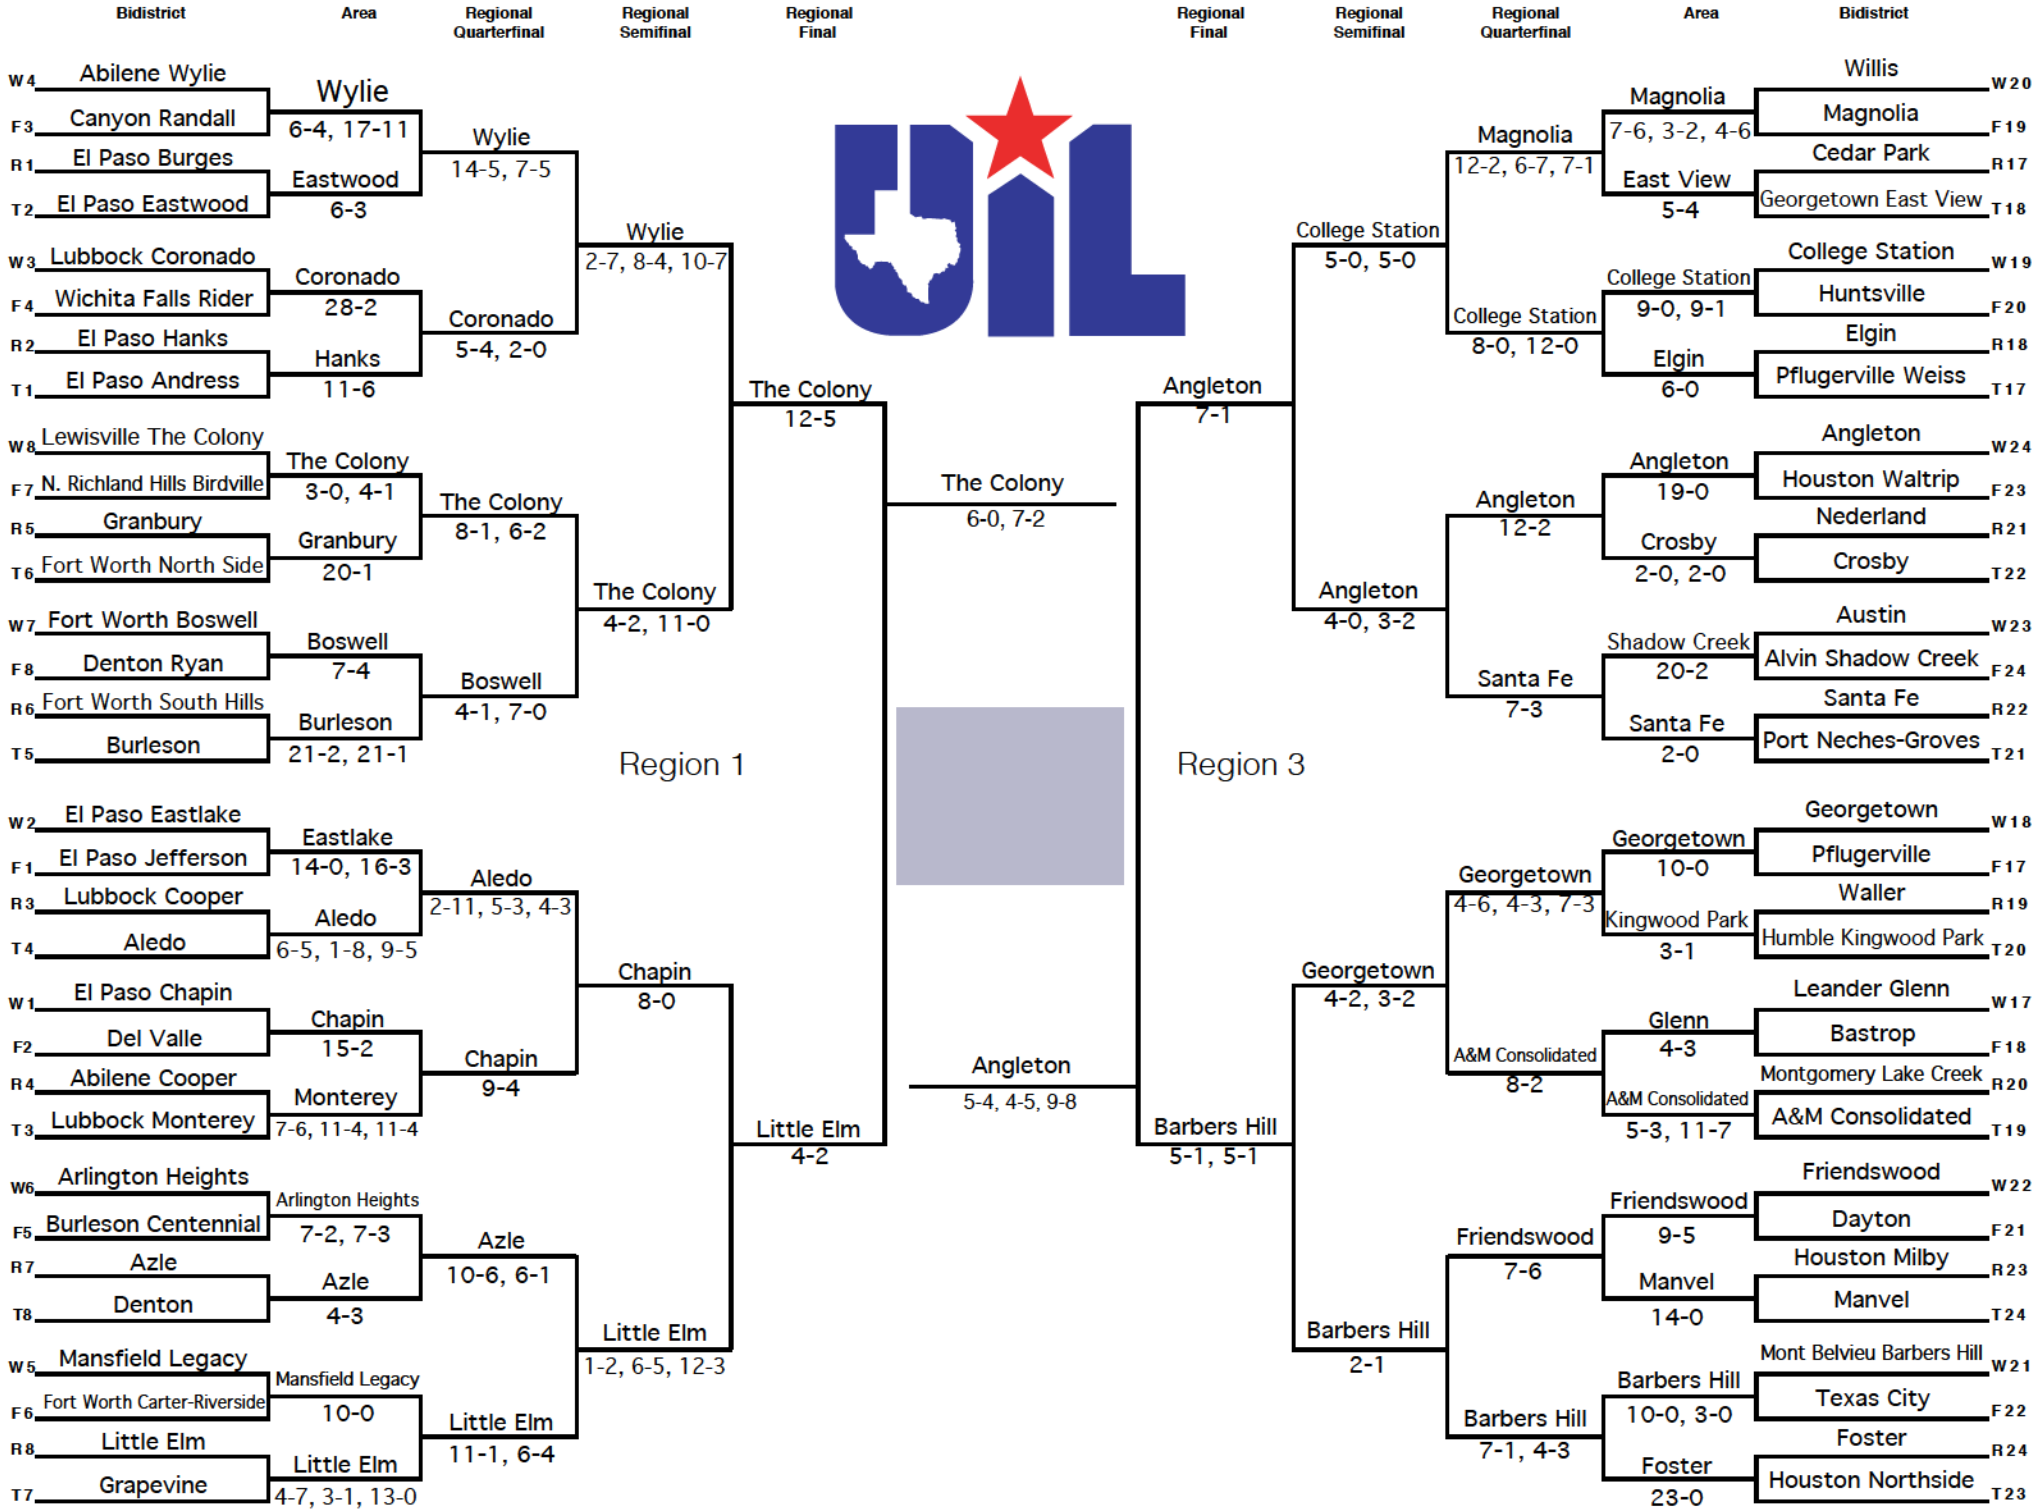 Bidistrict
Area
Regional
Quarterfinal
Regional
Semifinal
Regional
Final
Regional
Final
Regional
Semifinal
Regional
Quarterfinal
Area
Bidistrict
W4 Abilene Wylie
F3 Canyon Randall
R1 El Paso Burges
T2 El Paso Eastwood
W3 Lubbock Coronado
F4 Wichita Falls Rider
R2 El Paso Hanks
T1 El Paso Andress
W8 Lewisville The Colony
F7 N. Richland Hills Birdville
R5 Granbury
T6 Fort Worth North Side
W7 Fort Worth Boswell
F8 Denton Ryan
R6 Fort Worth South Hills
T5 Burleson
W2 El Paso Eastlake
F1 El Paso Jefferson
R3 Lubbock Cooper
T4 Aledo
W1 El Paso Chapin
F2 Del Valle
R4 Abilene Cooper
T3 Lubbock Monterey
W6 Arlington Heights
F5 Burleson Centennial
R7 Azle
T8 Denton
W5 Mansfield Legacy
F6 Fort Worth Carter-Riverside
R8 Little Elm
T7 Grapevine
Wylie
6-4, 17-11
Eastwood
6-3
Coronado
28-2
Hanks
11-6
The Colony
3-0, 4-1
Granbury
20-1
Boswell
7-4
Burleson
21-2, 21-1
Eastlake
14-0, 16-3
Aledo
6-5, 1-8, 9-5
Chapin
15-2
Monterey
7-6, 11-4, 11-4
Arlington Heights
7-2, 7-3
Azle
4-3
Mansfield Legacy
10-0
Little Elm
4-7, 3-1, 13-0
Wylie
14-5, 7-5
Coronado
5-4, 2-0
The Colony
8-1, 6-2
Boswell
4-1, 7-0
Aledo
2-11, 5-3, 4-3
Chapin
9-4
Azle
10-6, 6-1
Little Elm
11-1, 6-4
Wylie
2-7, 8-4, 10-7
The Colony
4-2, 11-0
Region 1
Chapin
8-0
Little Elm
1-2, 6-5, 12-3
The Colony
12-5
Little Elm
4-2
UIL
The Colony
6-0, 7-2
Angleton
5-4, 4-5, 9-8
Angleton
7-1
Region 3
Barbers Hill
5-1, 5-1
College Station
5-0, 5-0
Angleton
4-0, 3-2
Georgetown
4-2, 3-2
Barbers Hill
2-1
Magnolia
12-2, 6-7, 7-1
College Station
8-0, 12-0
Angleton
12-2
Santa Fe
7-3
Georgetown
4-6, 4-3, 7-3
A&M Consolidated
8-2
Friendswood
7-6
Barbers Hill
7-1, 4-3
Magnolia
7-6, 3-2, 4-6
East View
5-4
College Station
9-0, 9-1
Elgin
6-0
Angleton
19-0
Crosby
2-0, 2-0
Shadow Creek
20-2
Santa Fe
2-0
Georgetown
10-0
Kingwood Park
3-1
Glenn
4-3
A&M Consolidated
5-3, 11-7
Friendswood
9-5
Manvel
14-0
Barbers Hill
10-0, 3-0
Foster
23-0
Willis W20
Magnolia F19
Cedar Park R17
Georgetown East View T18
College Station W19
Huntsville F20
Elgin R18
Pflugerville Weiss T17
Angleton W24
Houston Waltrip F23
Nederland R21
Crosby T22
Austin W23
Alvin Shadow Creek F24
Santa Fe R22
Port Neches-Groves T21
Georgetown W18
Pflugerville F17
Waller R19
Humble Kingwood Park T20
Leander Glenn W17
Bastrop F18
Montgomery Lake Creek R20
A&M Consolidated T19
Friendswood W22
Dayton F21
Houston Milby R23
Manvel T24
Mont Belvieu Barbers Hill W21
Texas City F22
Foster R24
Houston Northside T23